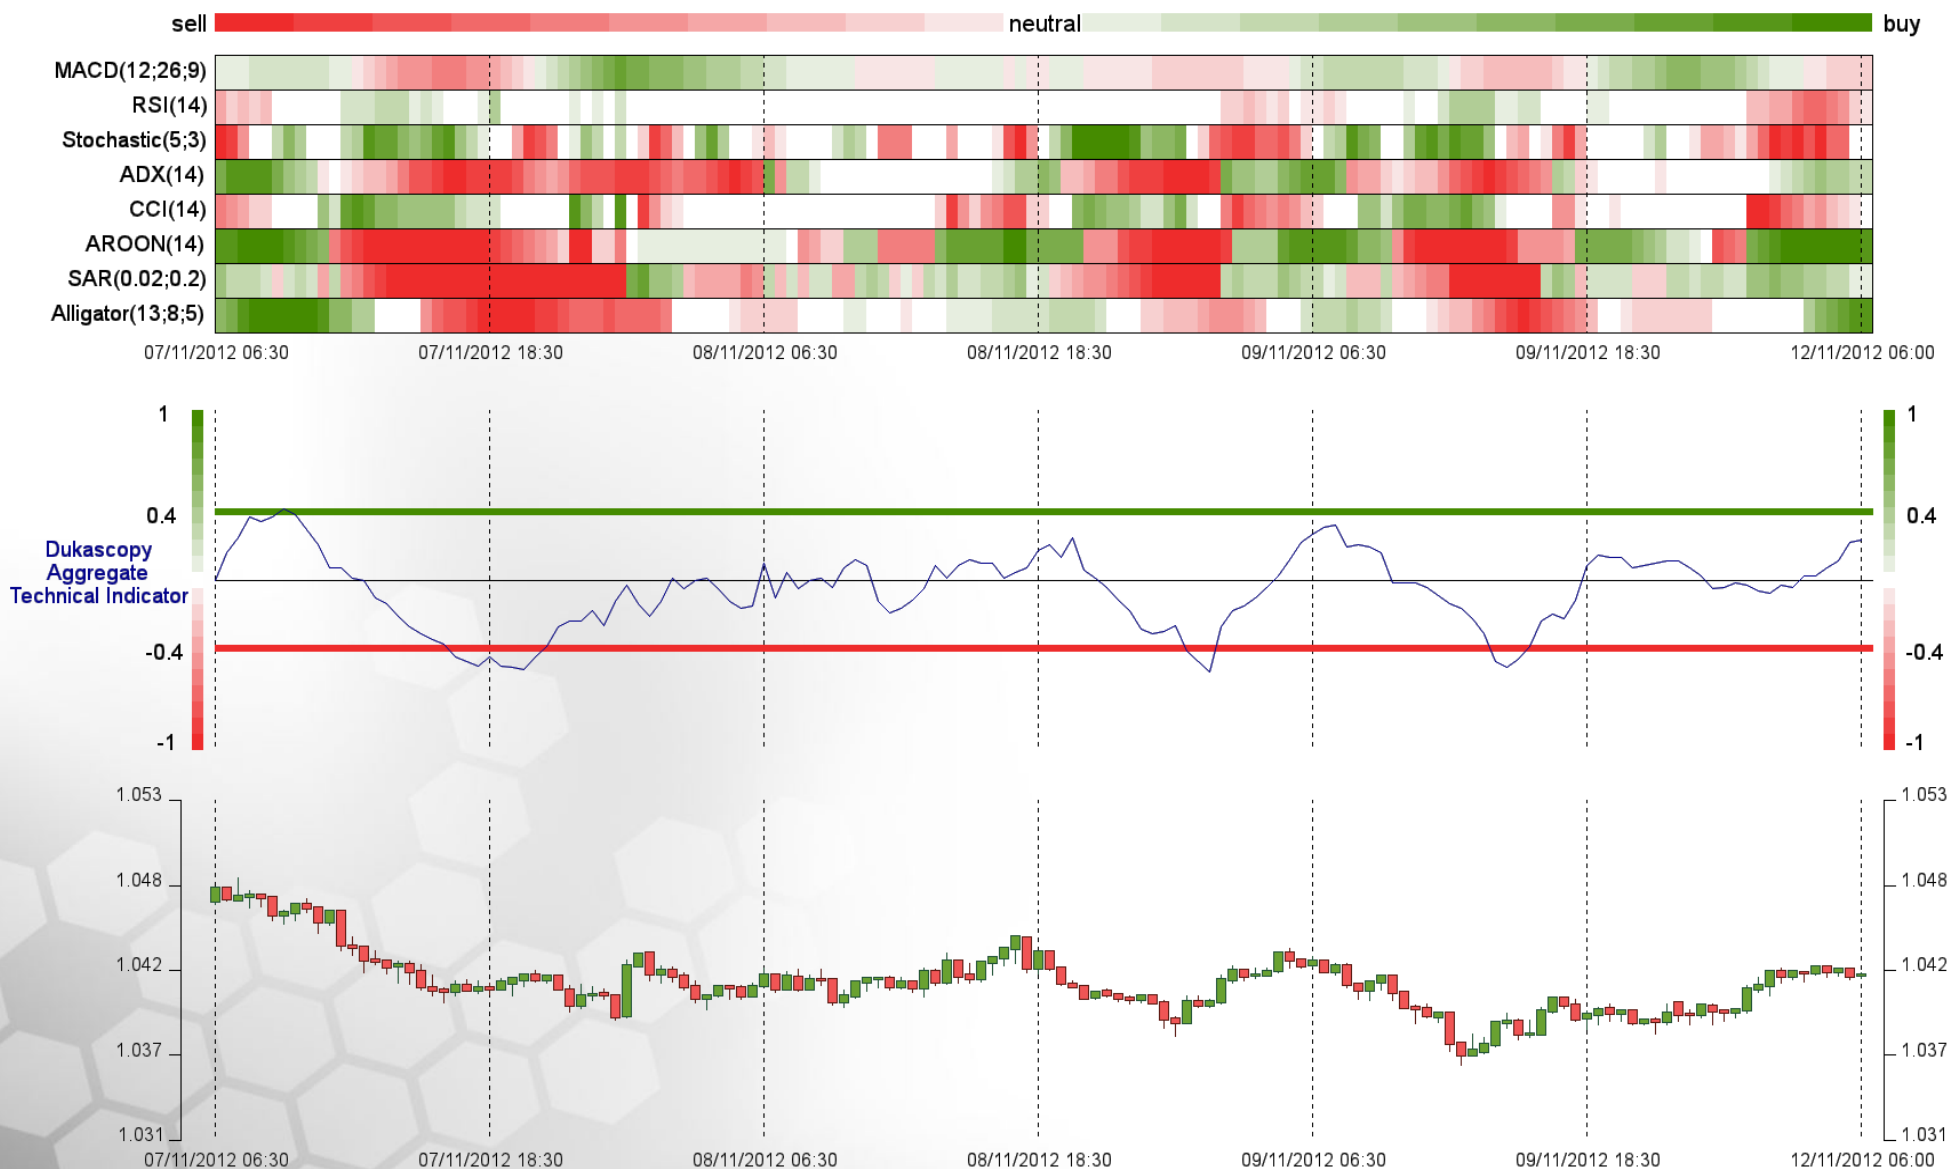 sell neutral buy
MACD(12;26;9)
RSI(14)
Stochastic(5;3)
ADX(14)
CCI(14)
AROON(14)
SAR(0.02;0.2)
Alligator(13;8;5)
07/11/2012 06:30 07/11/2012 18:30 08/11/2012 06:30 08/11/2012 18:30 09/11/2012 06:30 09/11/2012 18:30 12/11/2012 06:00
1 1
0.4 0.4
Dukascopy
Aggregate
Technical Indicator
-0.4 -0.4
-1 -1
1.053 1.053
1.048 1.048
1.042 1.042
1.037 1.037
1.031 1.031
07/11/2012 06:30 07/11/2012 18:30 08/11/2012 06:30 08/11/2012 18:30 09/11/2012 06:30 09/11/2012 18:30 12/11/2012 06:00